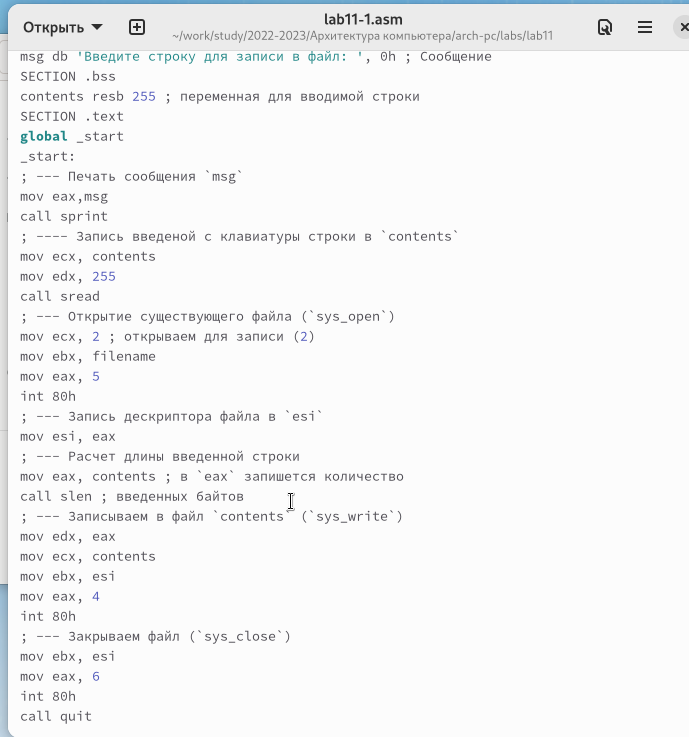 lab11-1.asm
Открыть
~/work/study/2022-2023/Архитектура компьютера/arch-pc/labs/lab11
msg db 'Введите строку для записи в файл: ', 0h ; Сообщение
SECTION .bss
contents resb 255 ; переменная для вводимой строки
SECTION .text
global _start
_start:
; --- Печать сообщения `msg`
mov eax,msg
call sprint
; ---- Запись введеной с клавиатуры строки в `contents`
mov ecx, contents
mov edx, 255
call sread
; --- Открытие существующего файла (`sys_open`)
mov ecx, 2 ; открываем для записи (2)
mov ebx, filename
mov eax, 5
int 80h
; --- Запись дескриптора файла в `esi`
mov esi, eax
; --- Расчет длины введенной строки
mov eax, contents ; в `eax` запишется количество
call slen ; введенных байтов
; --- Записываем в файл `contents` (`sys_write`)
mov edx, eax
mov ecx, contents
mov ebx, esi
mov eax, 4
int 80h
; --- Закрываем файл (`sys_close`)
mov ebx, esi
mov eax, 6
int 80h
call quit